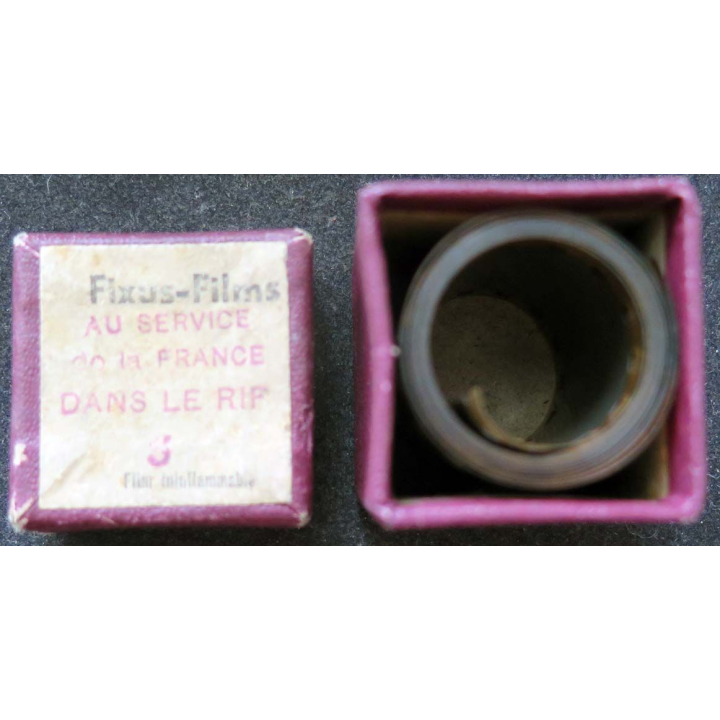 Fixus-Films
AU SERVICE
de la FRANCE
DANS LE RIF
Film ininflammable